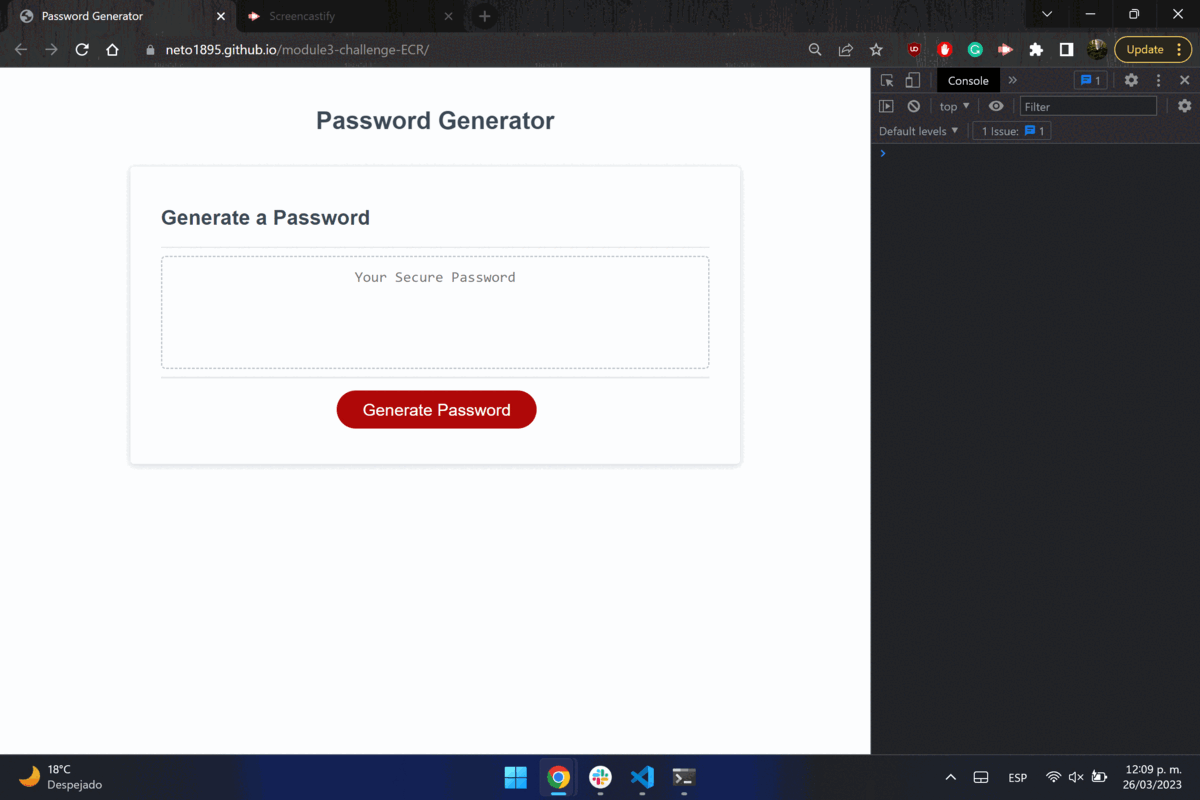 Password Generator
Screencastify
neto1895.github.io/module3-challenge-ECR/
Update
Console
1
top
Filter
Default levels
1 Issue: 1
Password Generator
Generate a Password
Your Secure Password
Generate Password
18°C
Despejado
ESP
12:09 p. m.
26/03/2023